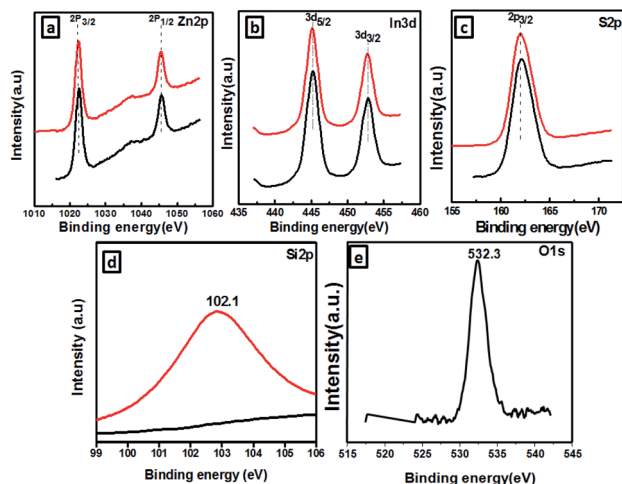 a
²P3/2
²P1/2
Zn2p
Intensity(a.u)
1010 1020 1030 1040 1050 1060
Binding energy(eV)
b
3d5/2
3d3/2
In3d
Intensity(a.u)
435 440 445 450 455 460
Binding energy(eV)
c
2p3/2
S2p
Intensity(a.u)
155 160 165 170
Binding energy(eV)
d
Si2p
102.1
Intensity (a.u)
99 100 101 102 103 104 105 106
Binding energy (eV)
e
532.3
O1s
Intensity(a.u.)
515 520 525 530 535 540 545
Binding energy(eV)